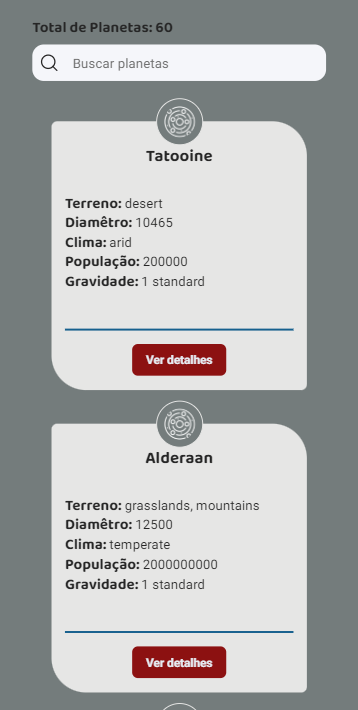 Total de Planetas: 60
Buscar planetas
Tatooine
Terreno: desert
Diamêtro: 10465
Clima: arid
População: 200000
Gravidade: 1 standard
Ver detalhes
Alderaan
Terreno: grasslands, mountains
Diamêtro: 12500
Clima: temperate
População: 2000000000
Gravidade: 1 standard
Ver detalhes